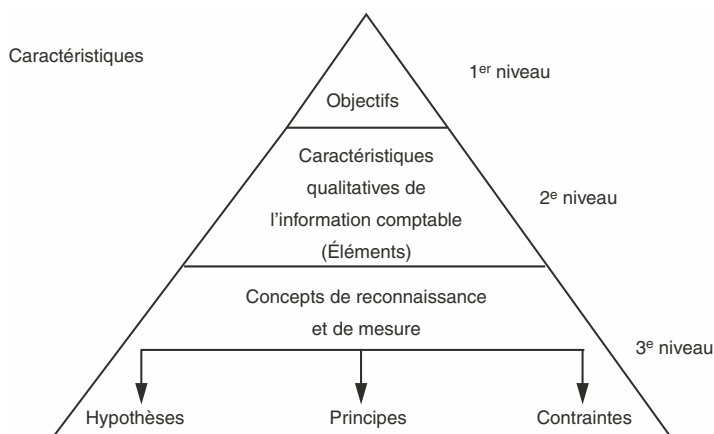 Caractéristiques
1er niveau
Objectifs
Caractéristiques
qualitatives de
l'information comptable
(Éléments)
2e niveau
Concepts de reconnaissance
et de mesure
3e niveau
Hypothèses
Principes
Contraintes